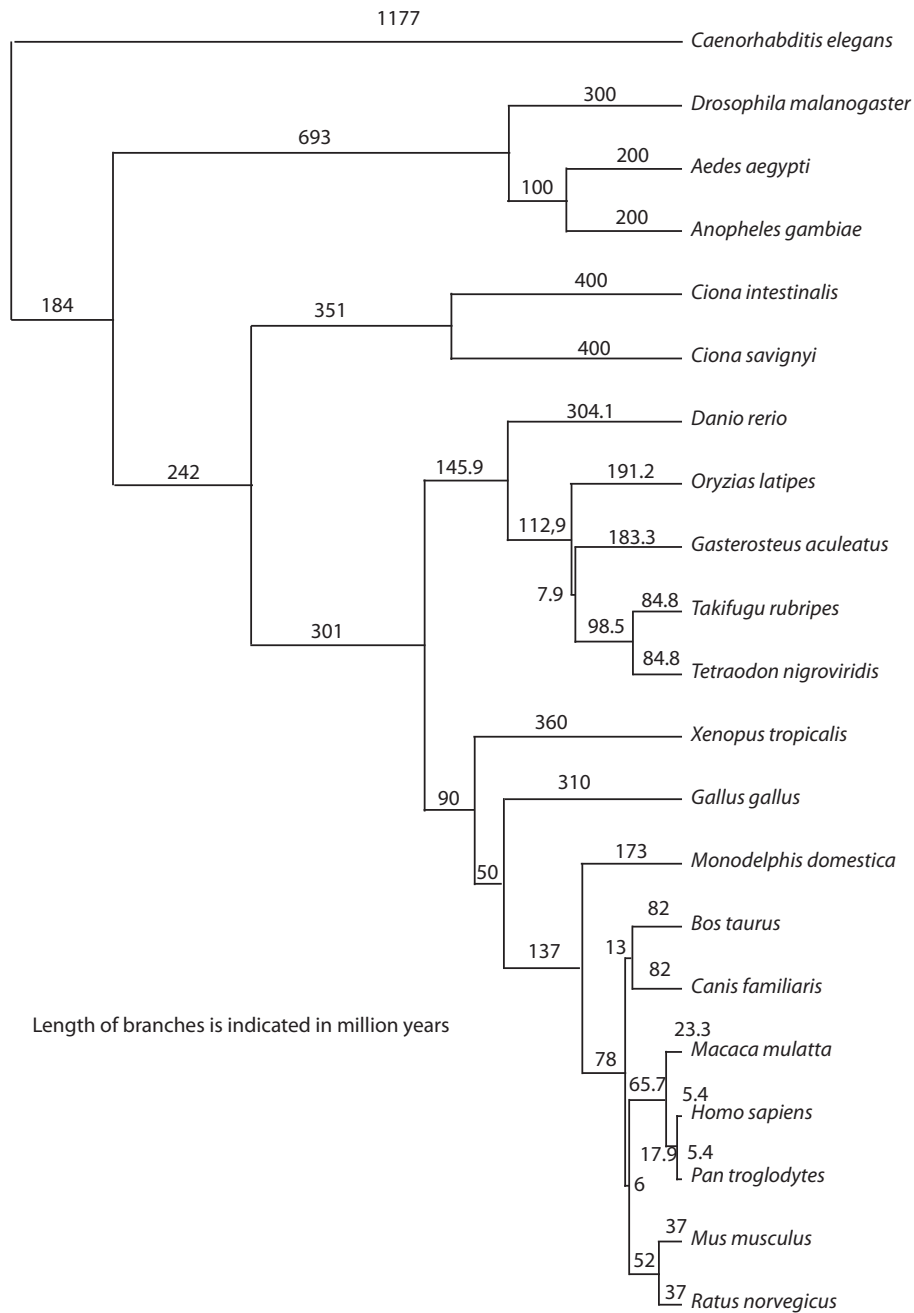 1177
Caenorhabditis elegans
300
Drosophila malanogaster
693
200
Aedes aegypti
100
200
Anopheles gambiae
400
Ciona intestinalis
184
351
400
Ciona savignyi
304.1
Danio rerio
145.9
242
191.2
Oryzias latipes
112,9
183.3
Gasterosteus aculeatus
7.9
84.8
Takifugu rubripes
98.5
301
84.8
Tetraodon nigroviridis
360
Xenopus tropicalis
90
310
Gallus gallus
50
173
Monodelphis domestica
82
Bos taurus
13
137
82
Canis familiaris
Length of branches is indicated in million years
23.3
Macaca mulatta
78
65.7
5.4
Homo sapiens
17.9
5.4
Pan troglodytes
6
37
Mus musculus
52
37
Ratus norvegicus